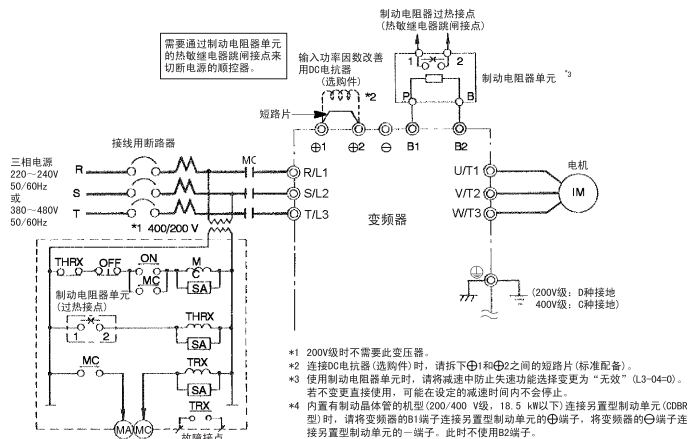 制动电阻器过热接点
(热敏继电器跳闸接点)
需要通过制动电阻器单元
的热敏继电器跳闸接点来
切断电源的顺控器。
输入功率因数改善
用DC电抗器
(选购件)
*2
1 2
制动电阻器单元 *3
P B
短路片
⊕1 ⊕2 ⊖ B1 B2
接线用断路器
MC
三相电源
220~240V
50/60Hz
或
380~480V
50/60Hz
R
S
T
R/L1
S/L2
T/L3
变频器
U/T1
V/T2
W/T3
电机
IM
*1 400/200 V
THRX OFF ON
MC
M
C
SA
制动电阻器单元
(过热接点)
1 2
THRX
SA
MC
TRX
SA
TRX
MA MC
故障接点
(200V级: D种接地
400V级: C种接地)
*1 200V级时不需要此变压器。
*2 连接DC电抗器(选购件)时，请拆下⊕1和⊕2之间的短路片(标准配备)。
*3 使用制动电阻器单元时，请将减速中防止失速功能选择变更为“无效”(L3-04=0)。
若不变更直接使用，可能在设定的减速时间内不会停止。
*4 内置有制动晶体管的机型(200/400 V级，18.5 kW以下)连接另置型制动单元(CDBR
型)时，请将变频器的B1端子连接另置型制动单元的⊕端子，将变频器的⊖端子连
接另置型制动单元的－端子。此时不使用B2端子。